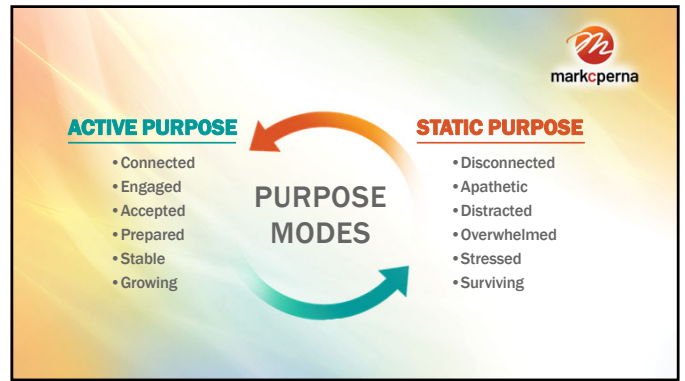 markcperna
ACTIVE PURPOSE
•Connected
•Engaged
•Accepted
•Prepared
•Stable
•Growing
PURPOSE
MODES
STATIC PURPOSE
•Disconnected
•Apathetic
•Distracted
•Overwhelmed
•Stressed
•Surviving